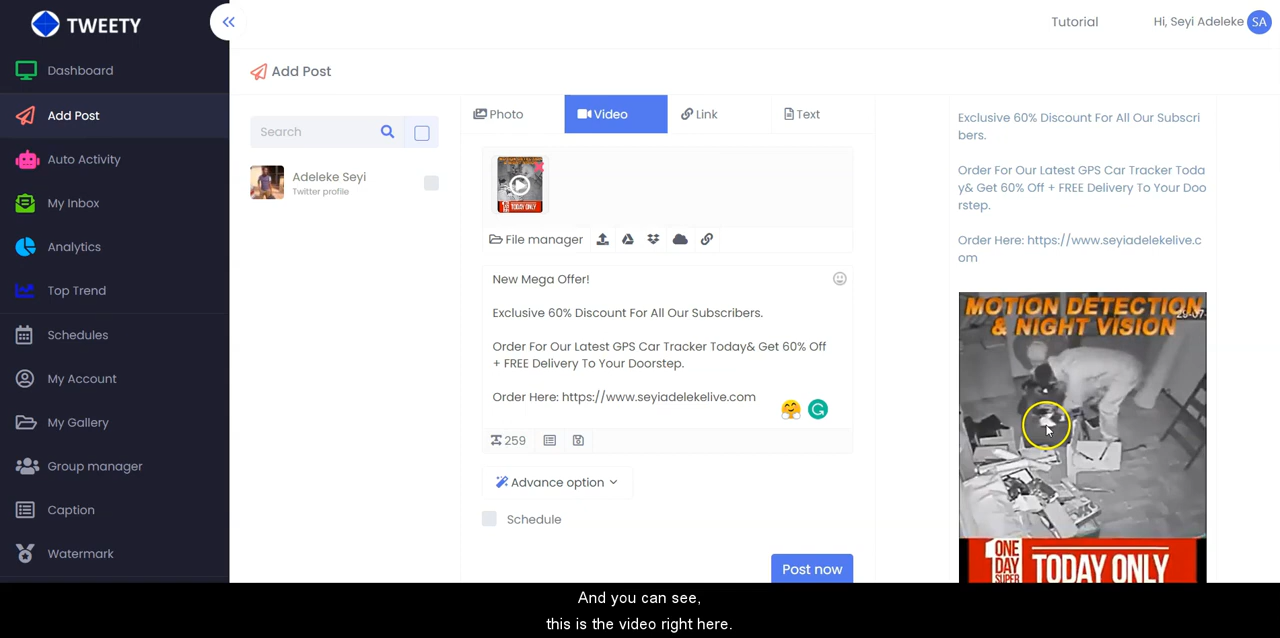 TWEETY
Tutorial
Hi, Seyi Adeleke
SA
Dashboard
Add Post
Auto Activity
My Inbox
Analytics
Top Trend
Schedules
My Account
My Gallery
Group manager
Caption
Watermark
Add Post
Search
Adeleke Seyi
Twitter profile
Photo
Video
Link
Text
TODAY ONLY
File manager
New Mega Offer!
Exclusive 60% Discount For All Our Subscribers.
Order For Our Latest GPS Car Tracker Today& Get 60% Off
+ FREE Delivery To Your Doorstep.
Order Here: https://www.seyiadelekelive.com
259
Advance option
Schedule
Post now
Exclusive 60% Discount For All Our Subscri
bers.
Order For Our Latest GPS Car Tracker Toda
y& Get 60% Off + FREE Delivery To Your Doo
rstep.
Order Here: https://www.seyiadelekelive.c
om
MOTION DETECTION
& NIGHT VISION
1 ONE
DAY
SUPER
TODAY ONLY
And you can see,
this is the video right here.